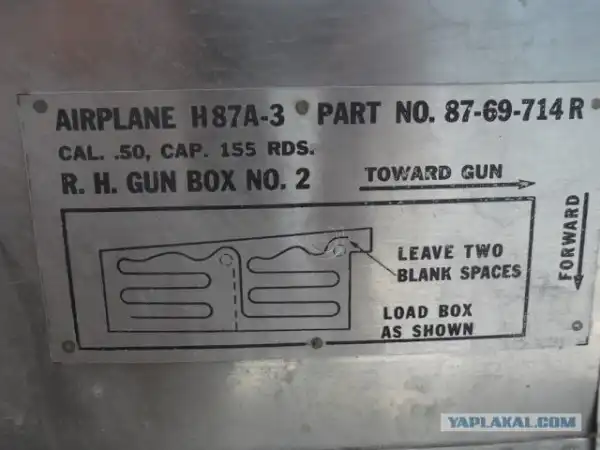 AIRPLANE H87A-3 PART NO. 87-69-714 R
CAL. .50, CAP. 155 RDS.
R. H. GUN BOX NO. 2
TOWARD GUN
FORWARD
LEAVE TWO
BLANK SPACES
LOAD BOX
AS SHOWN
YAPLAKAL.COM